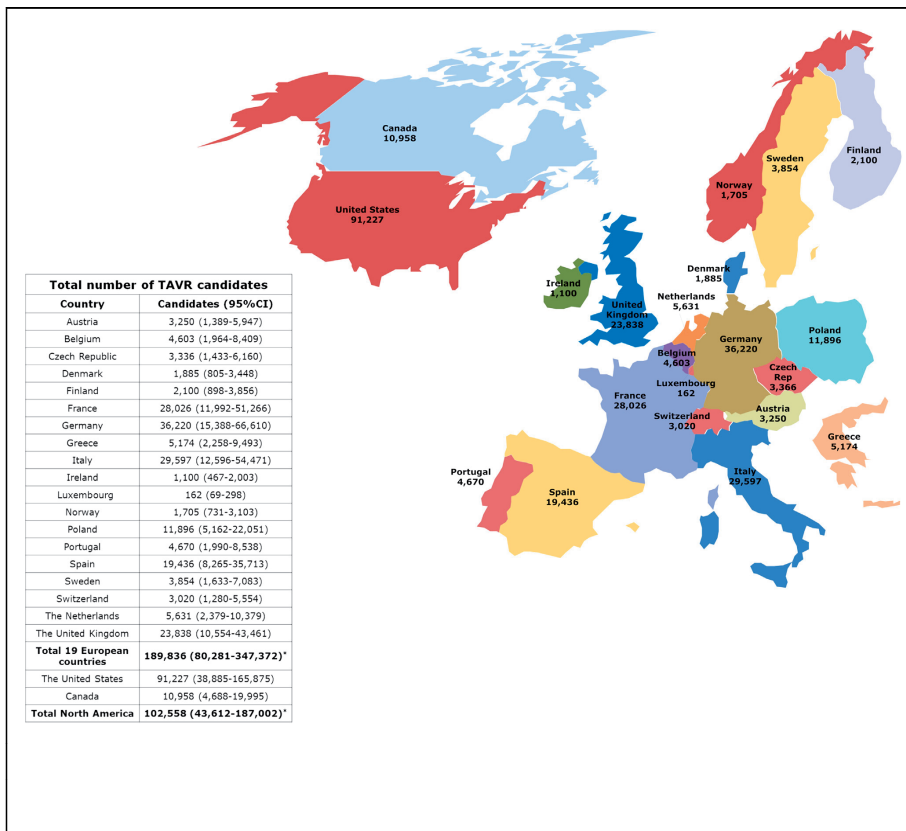 Canada
10,958
United States
91,227
Finland
2,100
Sweden
3,854
Norway
1,705
Denmark
1,885
Ireland
1,100
Netherlands
5,631
United
Kingdom
23,838
Poland
11,896
Germany
36,220
Belgium
4,603
Czech
Rep
3,366
Luxembourg
162
France
28,026
Austria
3,250
Switzerland
3,020
Greece
5,174
Portugal
4,670
Italy
29,597
Spain
19,436
Total number of TAVR candidates
Country Candidates (95%CI)
Austria 3,250 (1,389-5,947)
Belgium 4,603 (1,964-8,409)
Czech Republic 3,336 (1,433-6,160)
Denmark 1,885 (805-3,448)
Finland 2,100 (898-3,856)
France 28,026 (11,992-51,266)
Germany 36,220 (15,388-66,610)
Greece 5,174 (2,258-9,493)
Italy 29,597 (12,596-54,471)
Ireland 1,100 (467-2,003)
Luxembourg 162 (69-298)
Norway 1,705 (731-3,103)
Poland 11,896 (5,162-22,051)
Portugal 4,670 (1,990-8,538)
Spain 19,436 (8,265-35,713)
Sweden 3,854 (1,633-7,083)
Switzerland 3,020 (1,280-5,554)
The Netherlands 5,631 (2,379-10,379)
The United Kingdom 23,838 (10,554-43,461)
Total 19 European
countries 189,836 (80,281-347,372)*
The United States 91,227 (38,885-165,875)
Canada 10,958 (4,688-19,995)
Total North America 102,558 (43,612-187,002)*